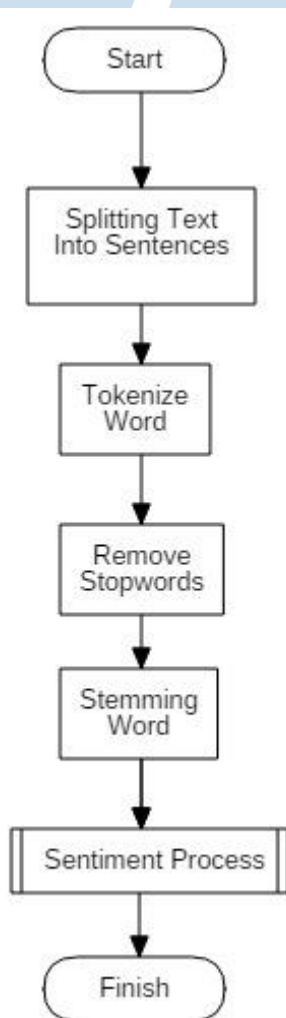 Start
Splitting Text
Into Sentences
Tokenize
Word
Remove
Stopwords
Stemming
Word
Sentiment Process
Finish